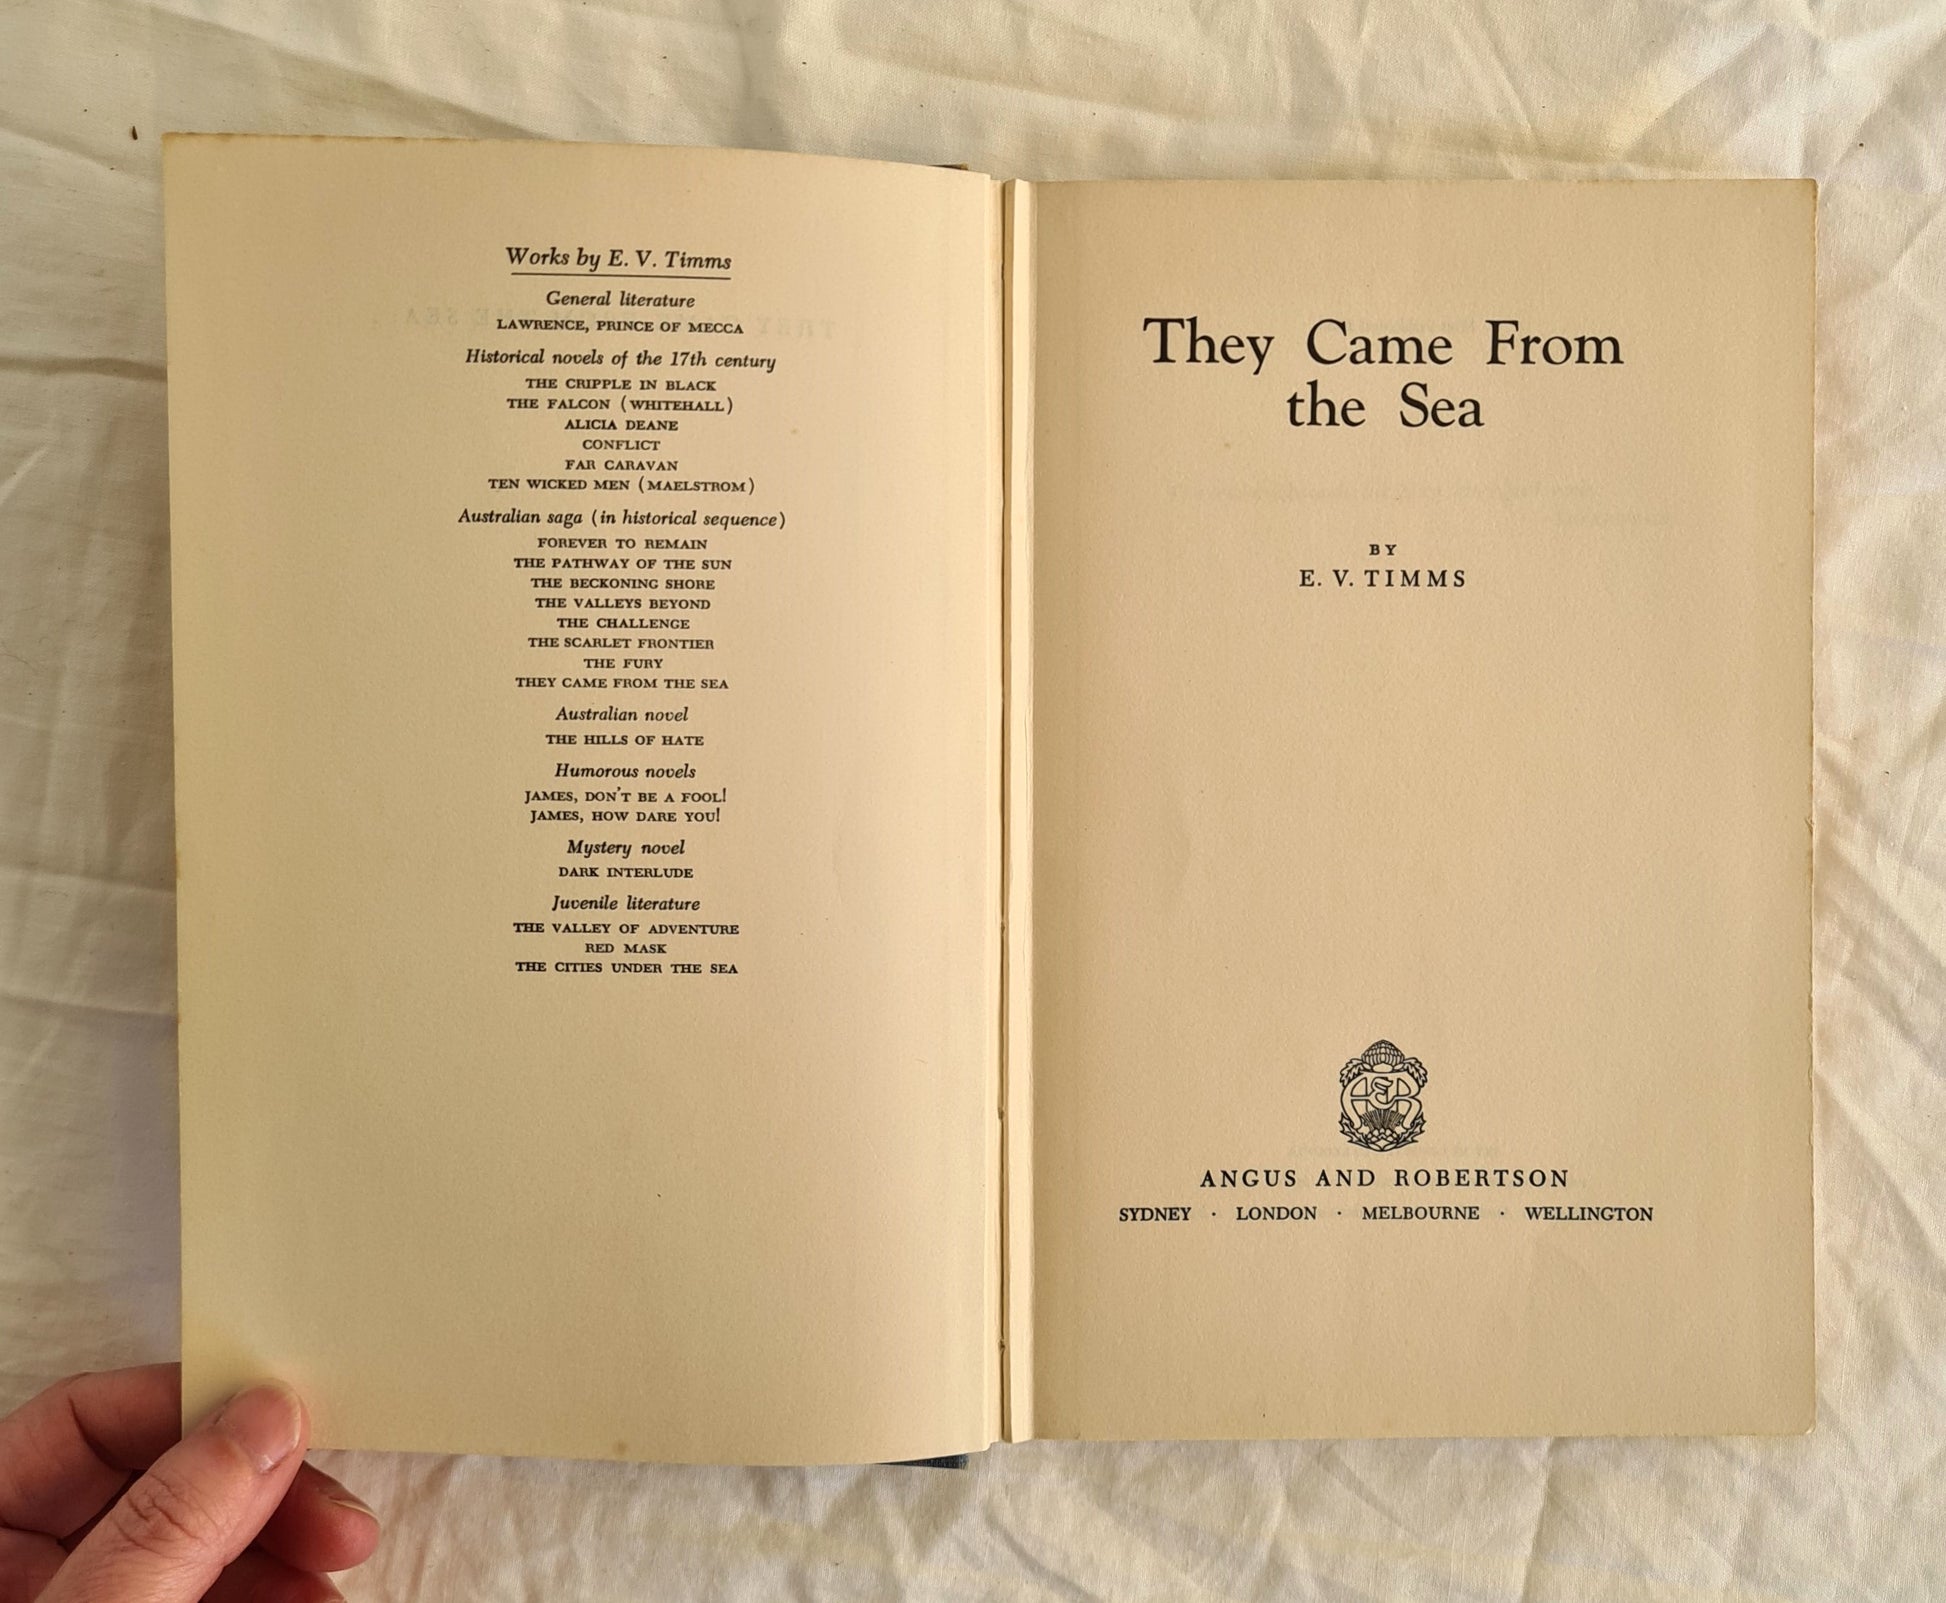 Works by E. V. Timms
General literature
LAWRENCE, PRINCE OF MECCA
Historical novels of the 17th century
THE CRIPPLE IN BLACK
THE FALCON (WHITEHALL)
ALICIA DEANE
CONFLICT
FAR CARAVAN
TEN WICKED MEN (MAELSTROM)
Australian saga (in historical sequence)
FOREVER TO REMAIN
THE PATHWAY OF THE SUN
THE BECKONING SHORE
THE VALLEYS BEYOND
THE CHALLENGE
THE SCARLET FRONTIER
THE FURY
THEY CAME FROM THE SEA
Australian novel
THE HILLS OF HATE
Humorous novels
JAMES, DON'T BE A FOOL!
JAMES, HOW DARE YOU!
Mystery novel
DARK INTERLUDE
Juvenile literature
THE VALLEY OF ADVENTURE
RED MASK
THE CITIES UNDER THE SEA
They Came From
the Sea
BY
E. V. TIMMS
A&R
ANGUS AND ROBERTSON
SYDNEY · LONDON · MELBOURNE · WELLINGTON